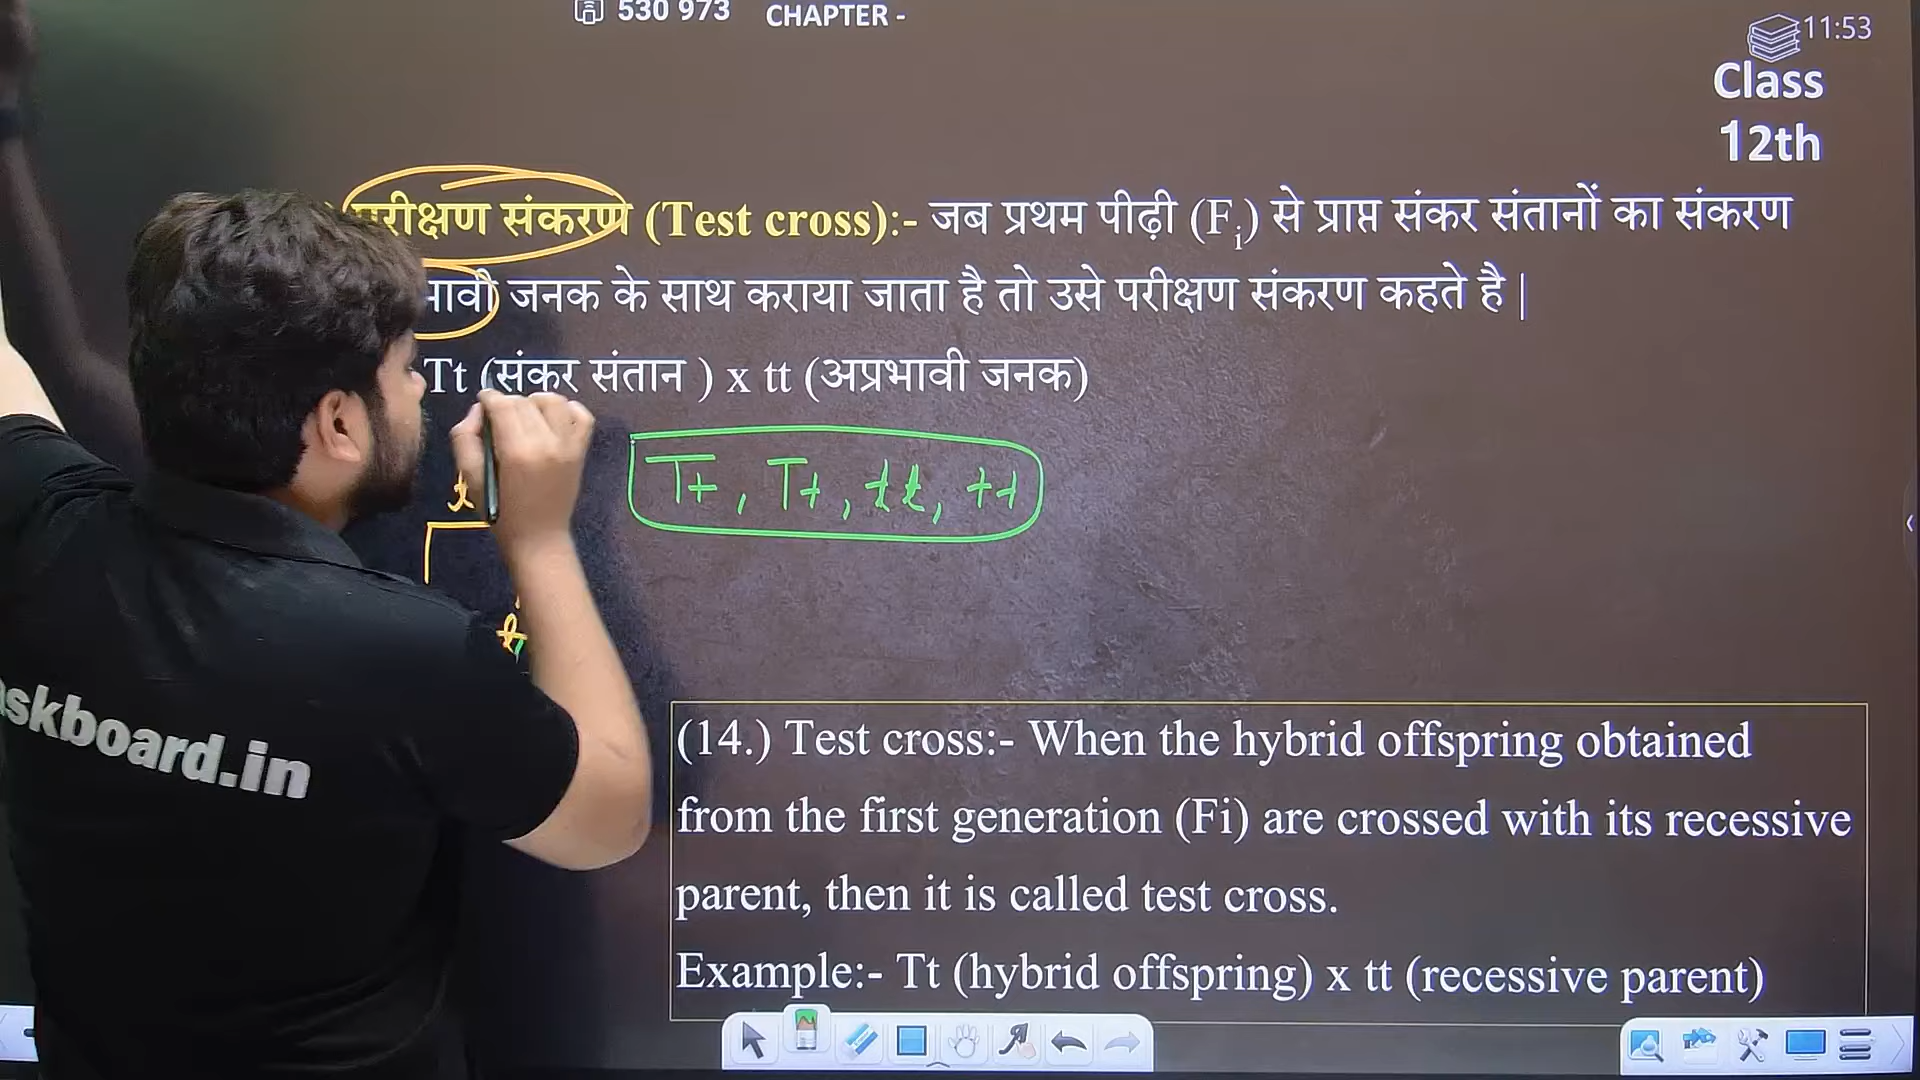 530 973 CHAPTER -
11:53
Class
12th
परीक्षण संकरण (Test cross):- जब प्रथम पीढ़ी (Fi) से प्राप्त संकर संतानों का संकरण
जनक के साथ कराया जाता है तो उसे परीक्षण संकरण कहते है |
Tt (संकर संतान ) x tt (अप्रभावी जनक)
Tt, Tt, tt, tt
t
t
(14.) Test cross:- When the hybrid offspring obtained
from the first generation (Fi) are crossed with its recessive
parent, then it is called test cross.
Example:- Tt (hybrid offspring) x tt (recessive parent)
skboard.in